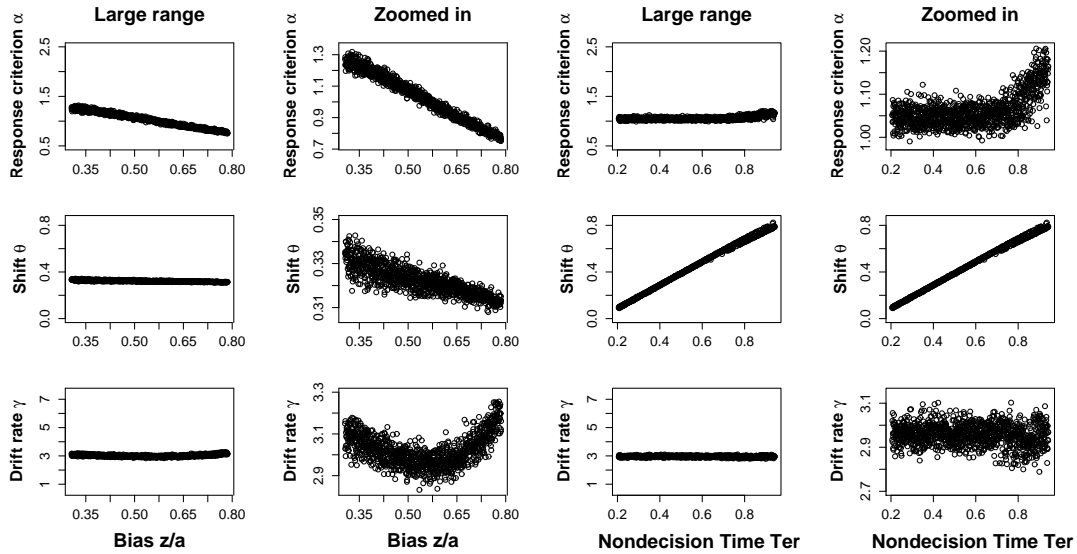 Large range
Response criterion α
0.5 1.5 2.5
0.35 0.50 0.65 0.80
Zoomed in
Response criterion α
0.7 0.9 1.1 1.3
0.35 0.50 0.65 0.80
Large range
Response criterion α
0.5 1.5 2.5
0.2 0.4 0.6 0.8
Zoomed in
Response criterion α
1.00 1.10 1.20
0.2 0.4 0.6 0.8
Shift θ
0.0 0.4 0.8
0.35 0.50 0.65 0.80
Shift θ
0.31 0.33 0.35
0.35 0.50 0.65 0.80
Shift θ
0.0 0.4 0.8
0.2 0.4 0.6 0.8
Shift θ
0.0 0.4 0.8
0.2 0.4 0.6 0.8
Drift rate γ
1 3 5 7
0.35 0.50 0.65 0.80
Bias z/a
Drift rate γ
2.9 3.1 3.3
0.35 0.50 0.65 0.80
Bias z/a
Drift rate γ
1 3 5 7
0.2 0.4 0.6 0.8
Nondecision Time Ter
Drift rate γ
2.7 2.9 3.1
0.2 0.4 0.6 0.8
Nondecision Time Ter